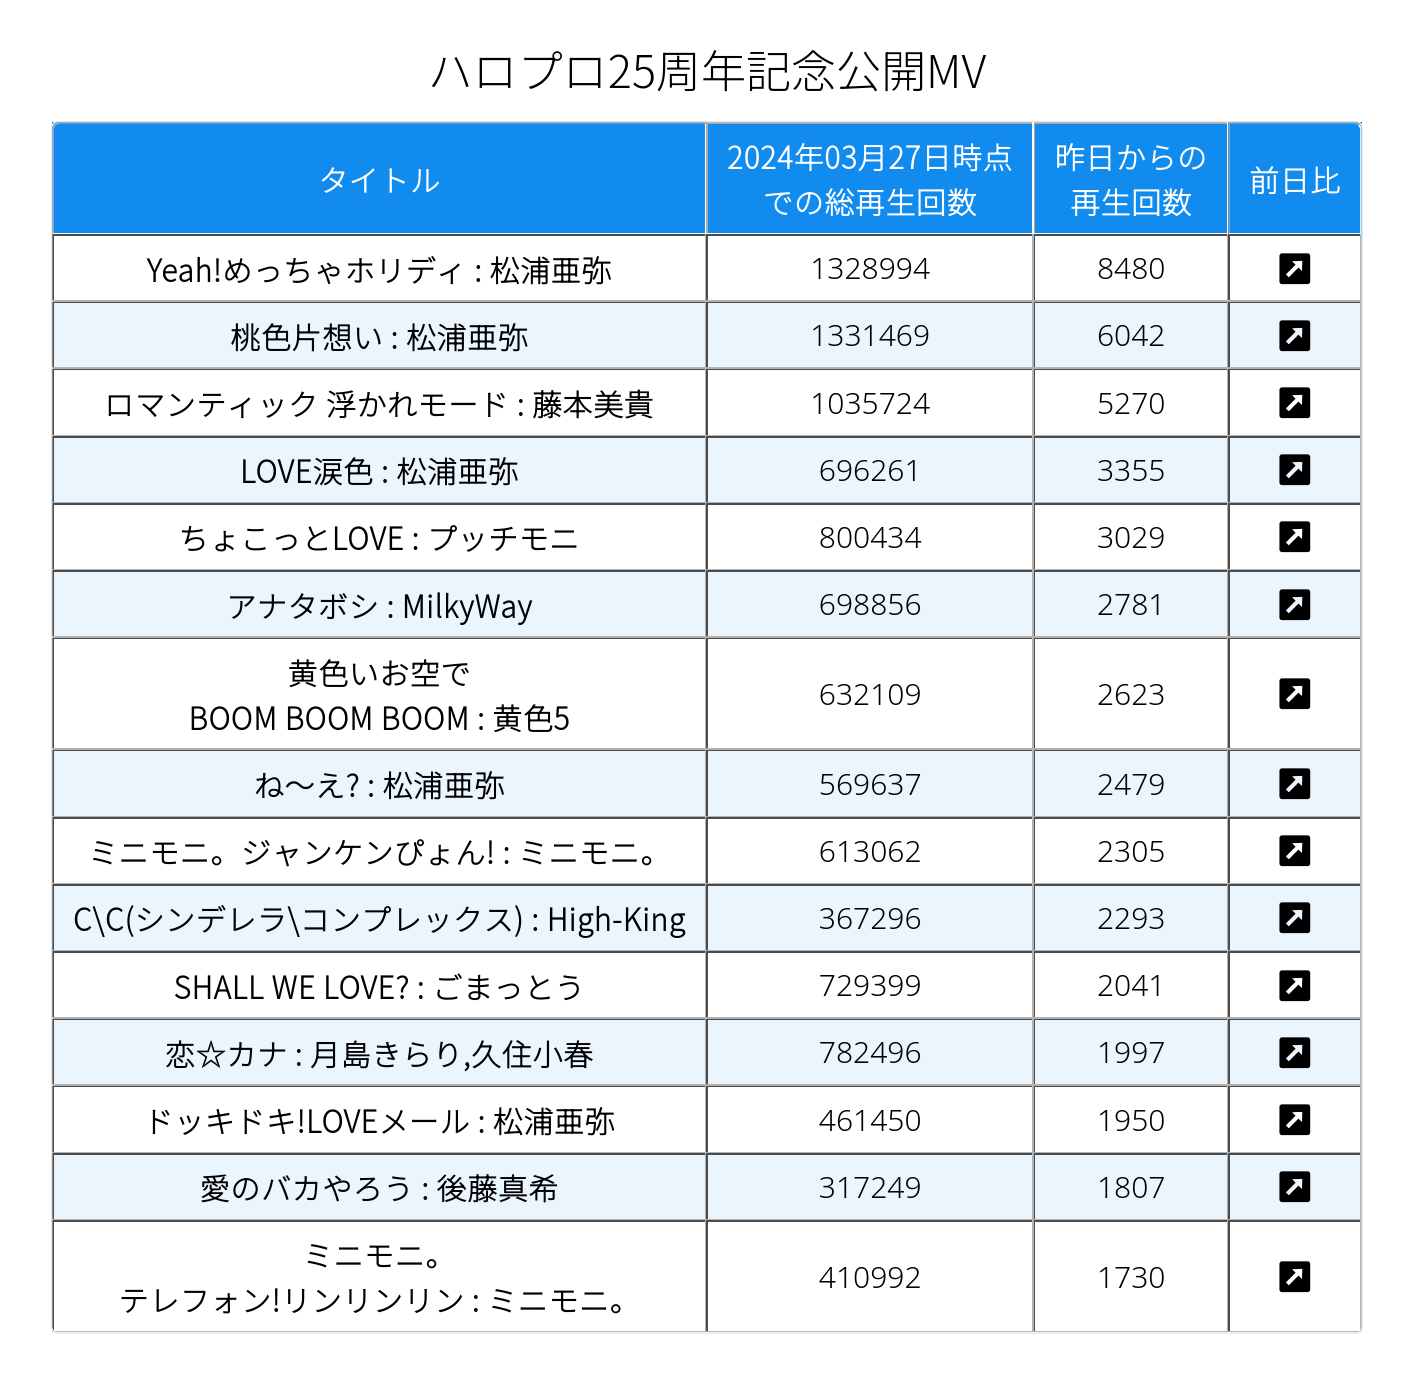 ハロプロ25周年記念公開MV
タイトル
2024年03月27日時点
での総再生回数
昨日からの
再生回数
前日比
Yeah!めっちゃホリディ : 松浦亜弥 1328994 8480
桃色片想い : 松浦亜弥 1331469 6042
ロマンティック 浮かれモード : 藤本美貴 1035724 5270
LOVE涙色 : 松浦亜弥 696261 3355
ちょこっとLOVE : プッチモニ 800434 3029
アナタボシ : MilkyWay 698856 2781
黄色いお空で
BOOM BOOM BOOM : 黄色5 632109 2623
ね〜え? : 松浦亜弥 569637 2479
ミニモニ。ジャンケンぴょん! : ミニモニ。 613062 2305
C\C(シンデレラ\コンプレックス) : High-King 367296 2293
SHALL WE LOVE? : ごまっとう 729399 2041
恋☆カナ : 月島きらり,久住小春 782496 1997
ドッキドキ!LOVEメール : 松浦亜弥 461450 1950
愛のバカやろう : 後藤真希 317249 1807
ミニモニ。
テレフォン!リンリンリン : ミニモニ。 410992 1730